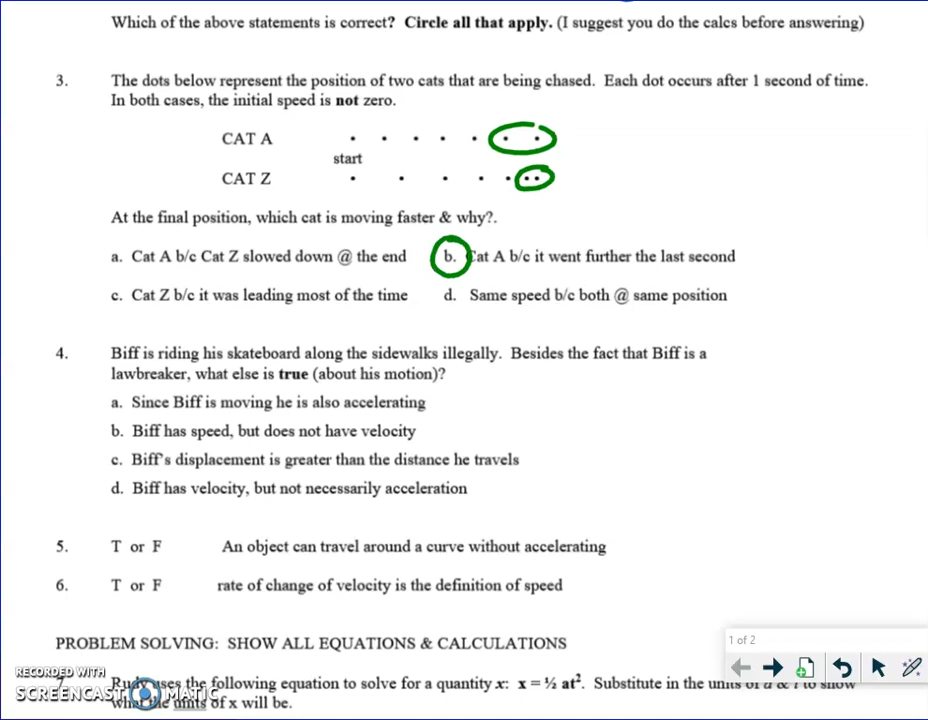 Which of the above statements is correct? Circle all that apply. (I suggest you do the calcs before answering)
3. The dots below represent the position of two cats that are being chased. Each dot occurs after 1 second of time.
In both cases, the initial speed is not zero.
CAT A
start
CAT Z
At the final position, which cat is moving faster & why?.
a. Cat A b/c Cat Z slowed down @ the end b. Cat A b/c it went further the last second
c. Cat Z b/c it was leading most of the time d. Same speed b/c both @ same position
4. Biff is riding his skateboard along the sidewalks illegally. Besides the fact that Biff is a
lawbreaker, what else is true (about his motion)?
a. Since Biff is moving he is also accelerating
b. Biff has speed, but does not have velocity
c. Biff's displacement is greater than the distance he travels
d. Biff has velocity, but not necessarily acceleration
5. T or F An object can travel around a curve without accelerating
6. T or F rate of change of velocity is the definition of speed
PROBLEM SOLVING: SHOW ALL EQUATIONS & CALCULATIONS
1 of 2
RECORDED WITH
7. Rudy uses the following equation to solve for a quantity x: x = ½ at². Substitute in the units of a & t to show
SCREENCAST MATIC
what the units of x will be.